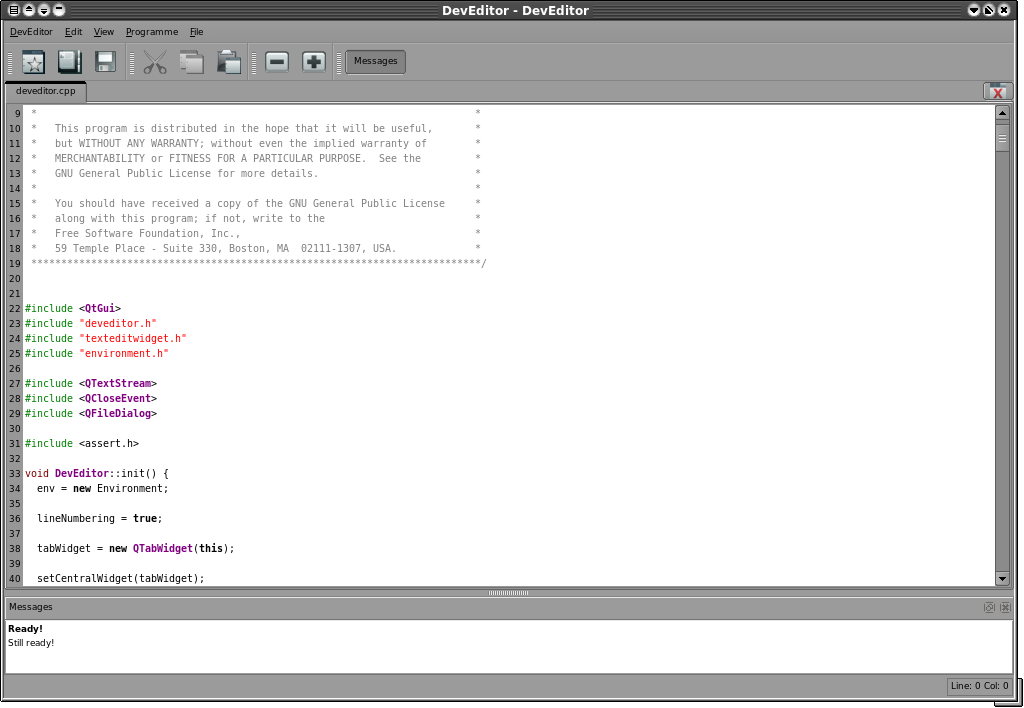 DevEditor - DevEditor
DevEditor Edit View Programme File
Messages
deveditor.cpp
9  *                                                                         *
10  *   This program is distributed in the hope that it will be useful,       *
11  *   but WITHOUT ANY WARRANTY; without even the implied warranty of        *
12  *   MERCHANTABILITY or FITNESS FOR A PARTICULAR PURPOSE.  See the         *
13  *   GNU General Public License for more details.                          *
14  *                                                                         *
15  *   You should have received a copy of the GNU General Public License     *
16  *   along with this program; if not, write to the                         *
17  *   Free Software Foundation, Inc.,                                       *
18  *   59 Temple Place - Suite 330, Boston, MA  02111-1307, USA.             *
19  ***************************************************************************/
20
21
22 #include <QtGui>
23 #include "deveditor.h"
24 #include "texteditwidget.h"
25 #include "environment.h"
26
27 #include <QTextStream>
28 #include <QCloseEvent>
29 #include <QFileDialog>
30
31 #include <assert.h>
32
33 void DevEditor::init() {
34   env = new Environment;
35
36   lineNumbering = true;
37
38   tabWidget = new QTabWidget(this);
39
40   setCentralWidget(tabWidget);
Messages
Ready!
Still ready!
Line: 0 Col: 0